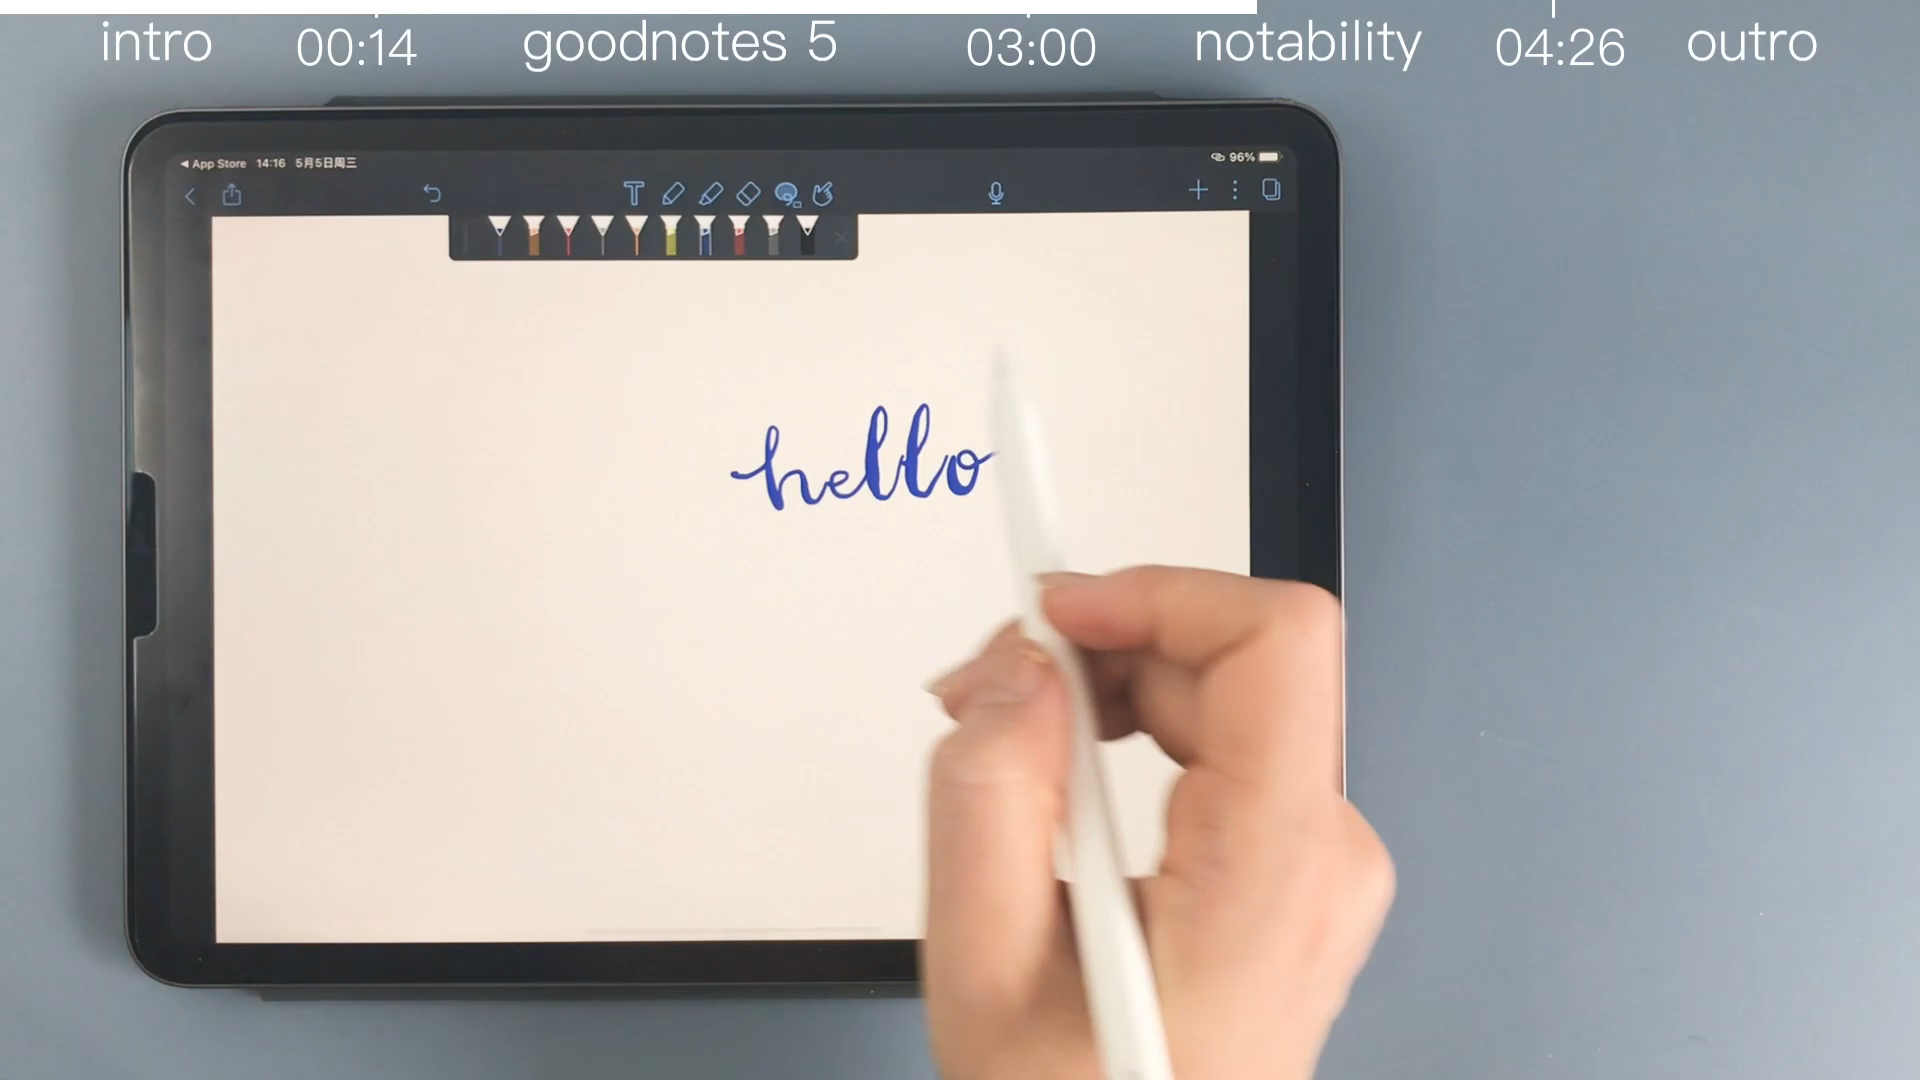 intro 00:14 goodnotes 5 03:00 notability 04:26 outro
App Store 14:16 5月5日周三 96%
hello